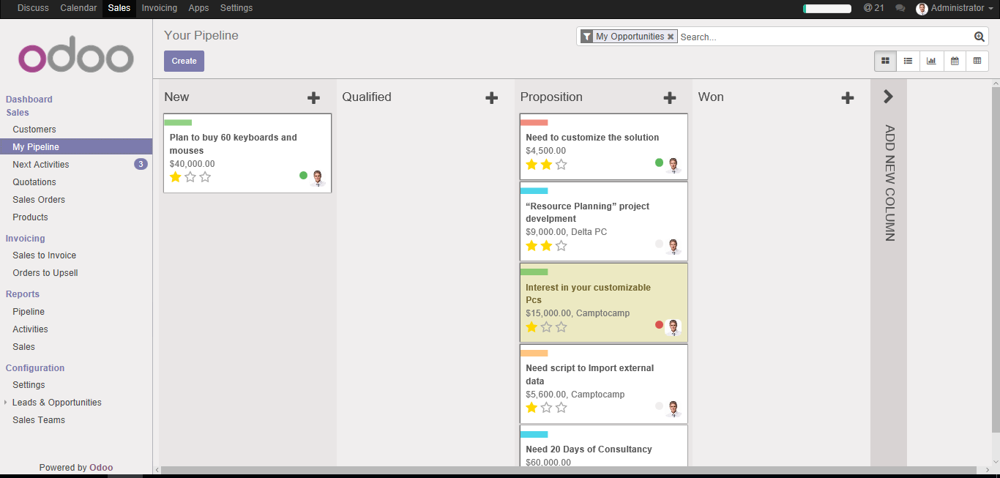 Discuss Calendar Sales Invoicing Apps Settings @ 21 Administrator
odoo
Your Pipeline
My Opportunities Search...
Create
Dashboard
Sales
Customers
My Pipeline
Next Activities 3
Quotations
Sales Orders
Products
Invoicing
Sales to Invoice
Orders to Upsell
Reports
Pipeline
Activities
Sales
Configuration
Settings
Leads & Opportunities
Sales Teams
Powered by Odoo
New
Plan to buy 60 keyboards and
mouses
$40,000.00
Qualified
Proposition
Need to customize the solution
$4,500.00
“Resource Planning” project
develpment
$9,000.00, Delta PC
Interest in your customizable
Pcs
$15,000.00, Camptocamp
Need script to Import external
data
$5,600.00, Camptocamp
Need 20 Days of Consultancy
$60,000.00
Won
ADD NEW COLUMN